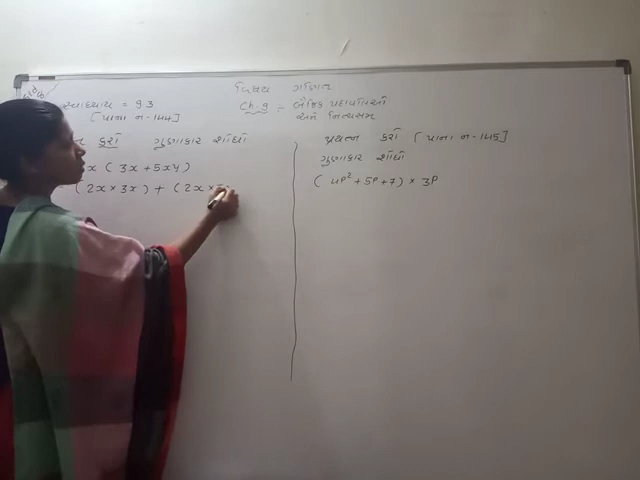 વિષય ગણિત
સ્વાધ્યાય = 9.3
[પાના નં-144]
Ch.9 - બૈજિક પદાવલિઓ
અને નિત્યસમ
કરો ગુણાકાર શોધો
x (3x + 5xy)
(2x × 3x) + (2x ×
પ્રયત્ન કરો [પાના નં-145]
ગુણાકાર શોધો
(4P² + 5P + 7) × 3P